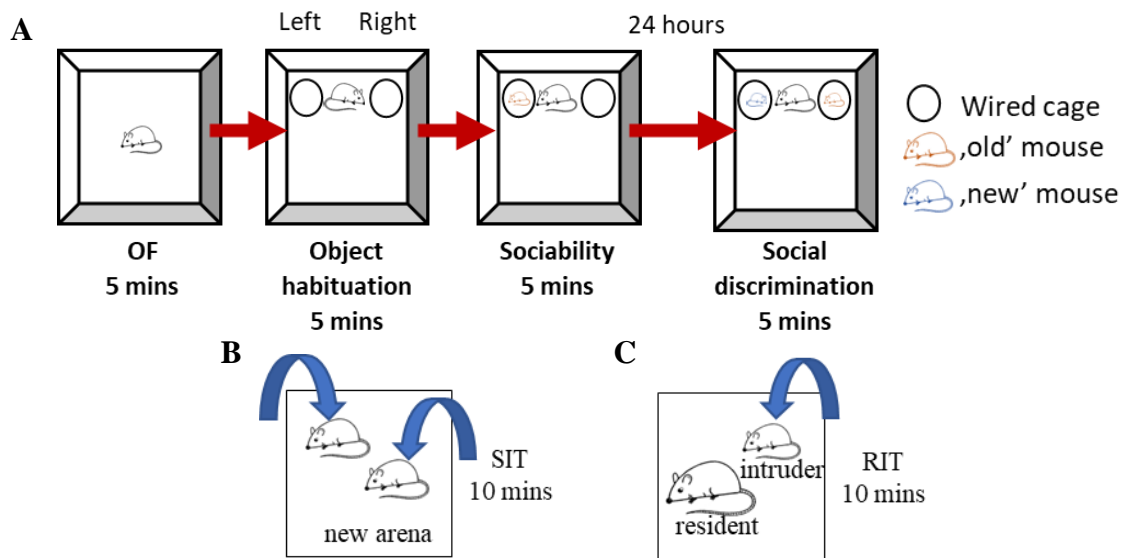 A
Left Right 24 hours
Wired cage
‚old’ mouse
‚new’ mouse
OF
5 mins
Object
habituation
5 mins
Sociability
5 mins
Social
discrimination
5 mins
B
SIT
10 mins
new arena
C
intruder
resident
RIT
10 mins